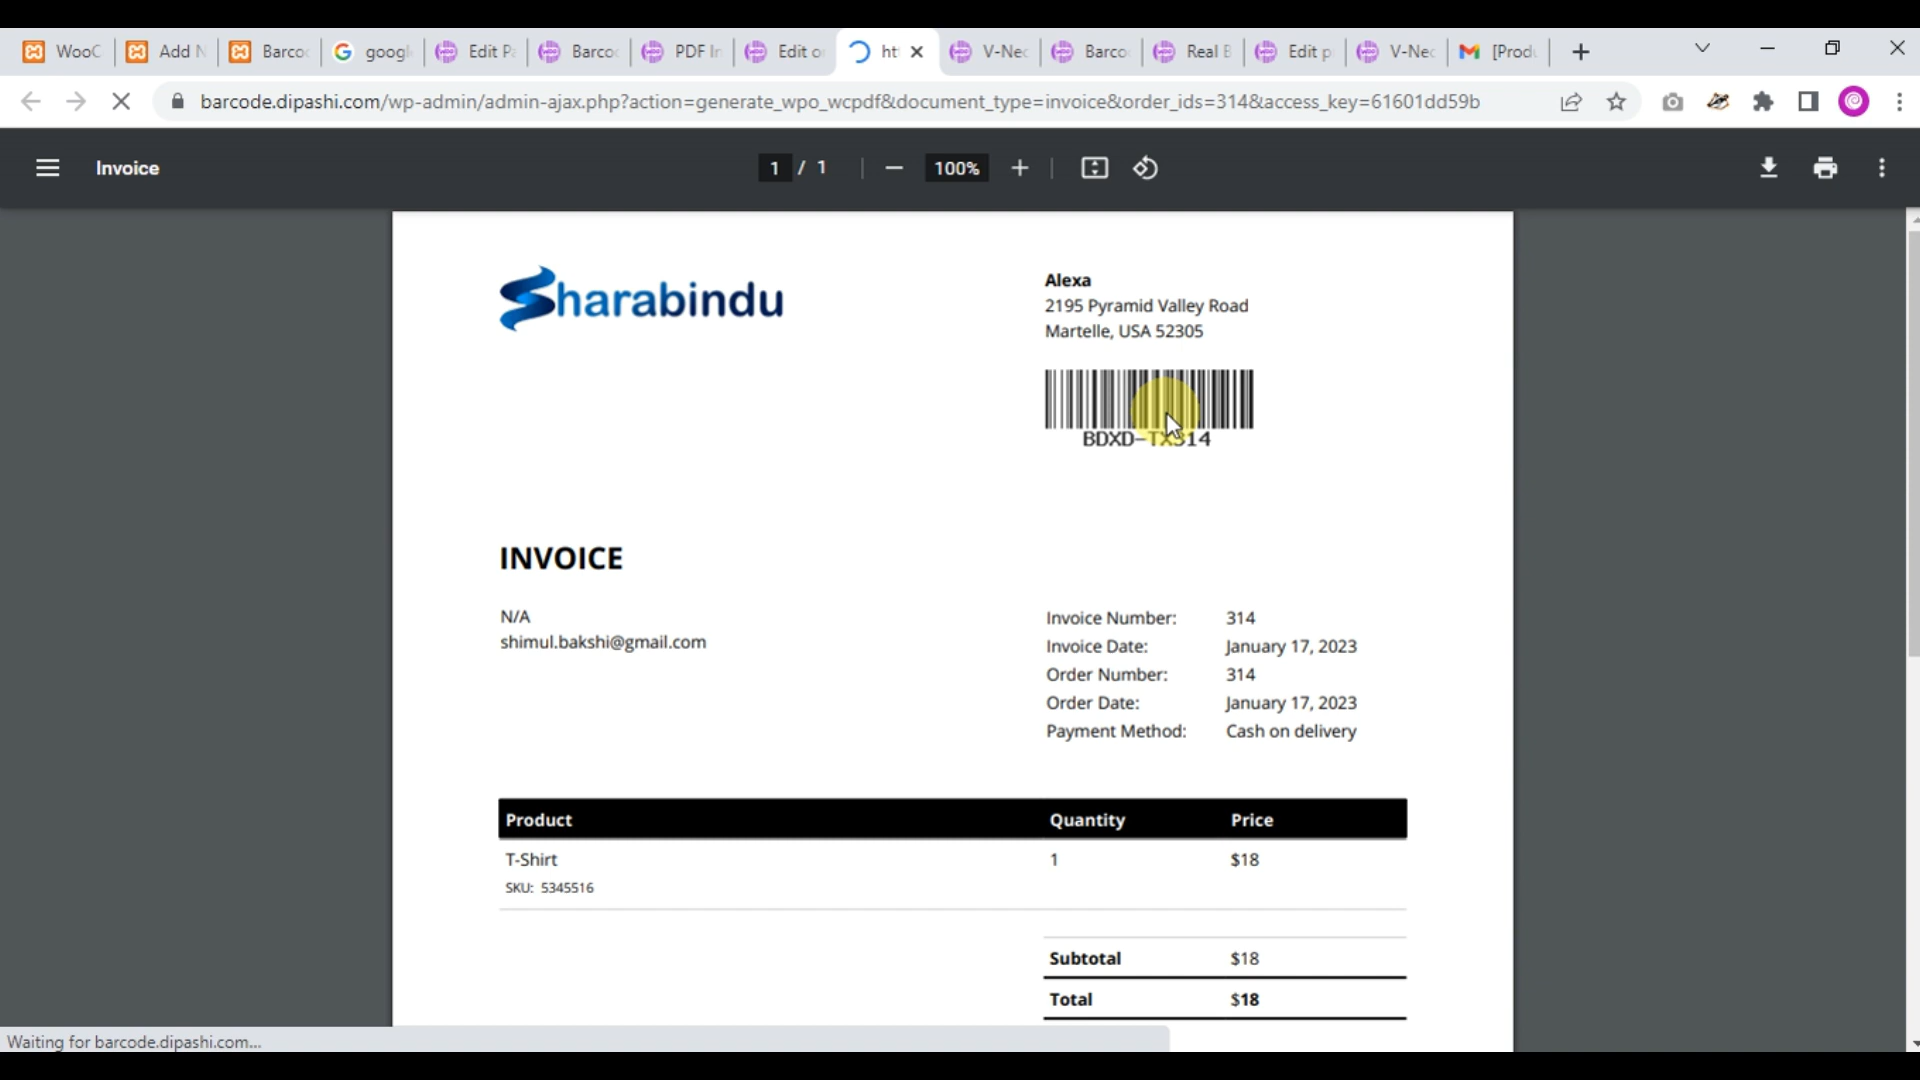 WooC
Add N
Barco
googl
Edit P
Barco
PDF In
Edit o
ht
V-Nec
Barco
Real B
Edit p
V-Nec
[Produ
barcode.dipashi.com/wp-admin/admin-ajax.php?action=generate_wpo_wcpdf&document_type=invoice&order_ids=314&access_key=61601dd59b
Invoice
1 / 1
100%
Sharabindu
Alexa
2195 Pyramid Valley Road
Martelle, USA 52305
BDXD-TX314
INVOICE
N/A
shimul.bakshi@gmail.com
Invoice Number: 314
Invoice Date: January 17, 2023
Order Number: 314
Order Date: January 17, 2023
Payment Method: Cash on delivery
Product Quantity Price
T-Shirt 1 $18
SKU: 5345516
Subtotal $18
Total $18
Waiting for barcode.dipashi.com...